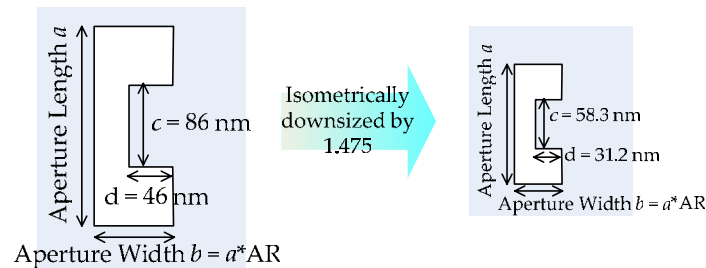 Aperture Length a
c = 86 nm
d = 46 nm
Aperture Width b = a*AR
Isometrically
downsized by
1.475
Aperture Length a
c = 58.3 nm
d = 31.2 nm
Aperture Width b = a*AR